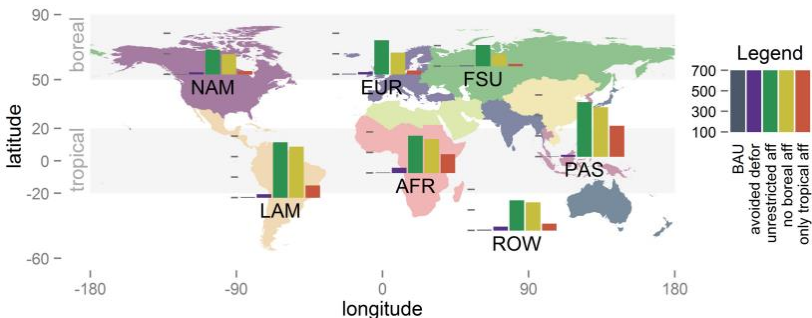 90
50
20
0
-20
-60
latitude
boreal
tropical
NAM
EUR
FSU
PAS
AFR
LAM
ROW
-180
-90
0
90
180
longitude
Legend
700
500
300
100
BAU
avoided defor
unrestricted aff
no boreal aff
only tropical aff